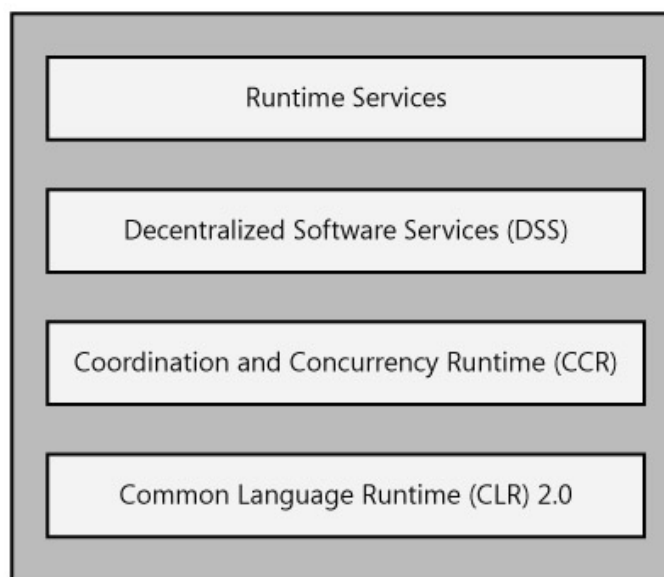 Runtime Services
Decentralized Software Services (DSS)
Coordination and Concurrency Runtime (CCR)
Common Language Runtime (CLR) 2.0